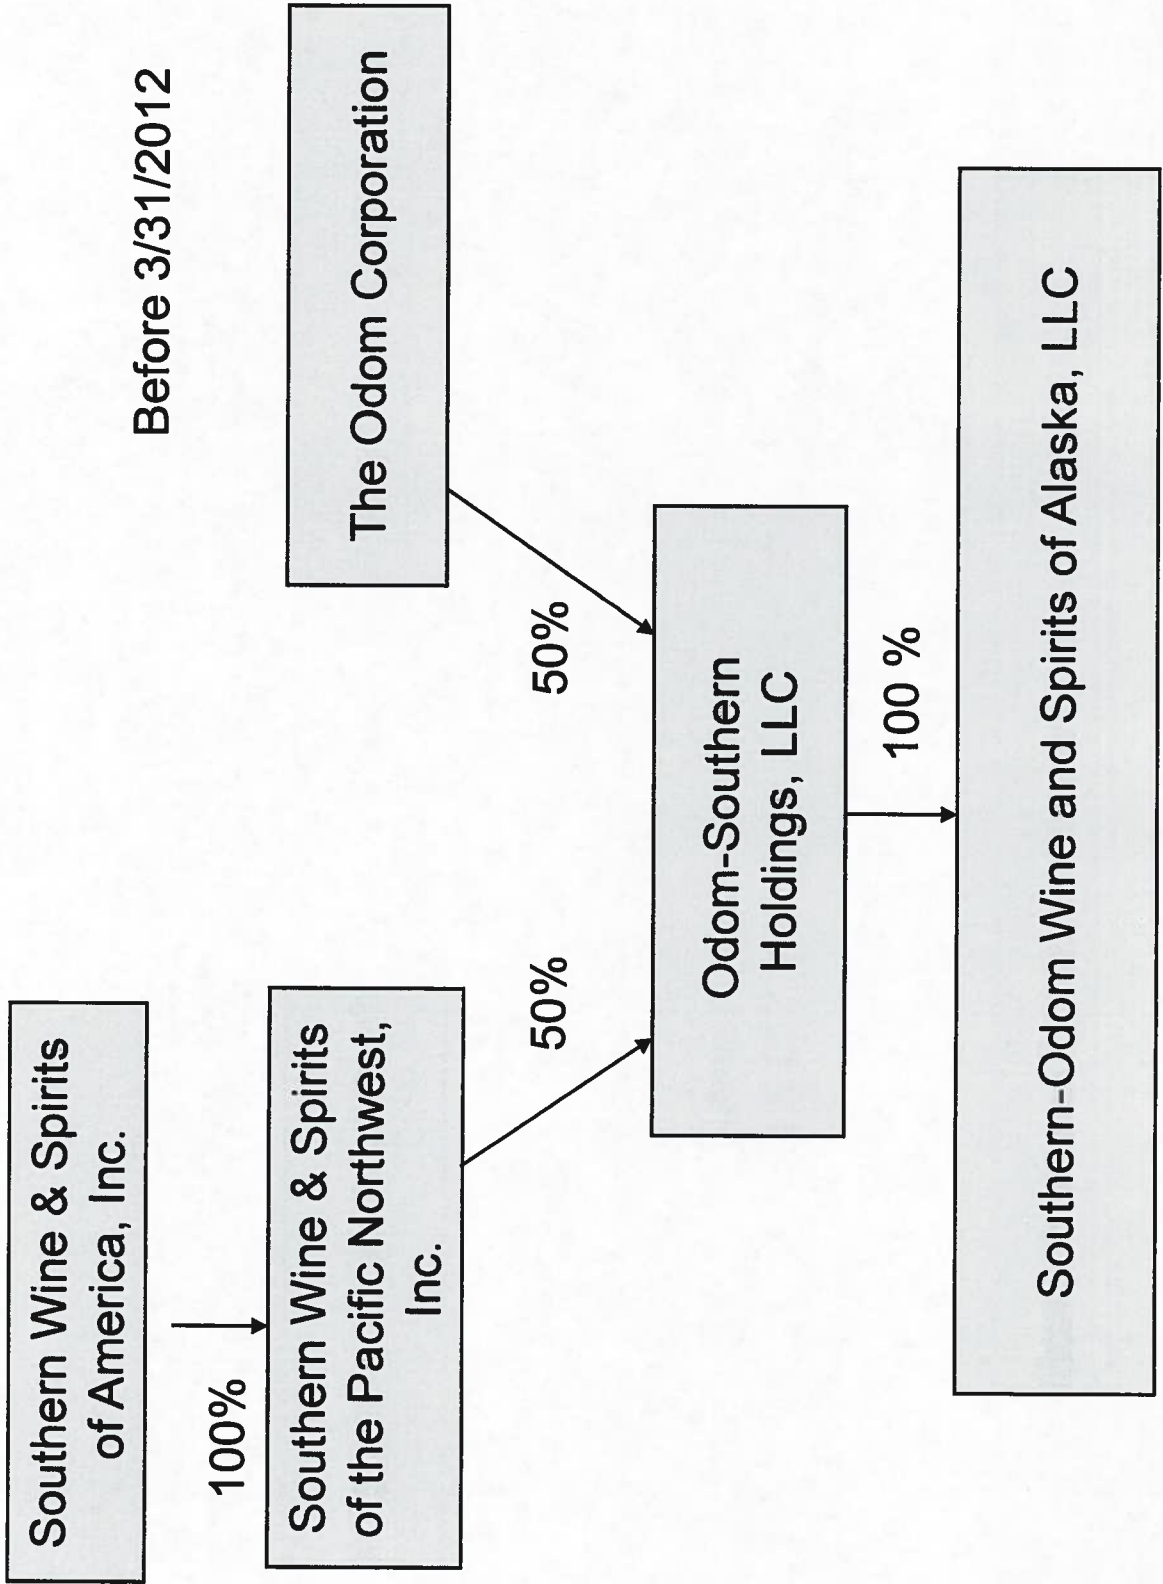 Before 3/31/2012
Southern Wine & Spirits
of America, Inc.
100%
Southern Wine & Spirits
of the Pacific Northwest,
Inc.
The Odom Corporation
50%
50%
Odom-Southern
Holdings, LLC
100 %
Southern-Odom Wine and Spirits of Alaska, LLC